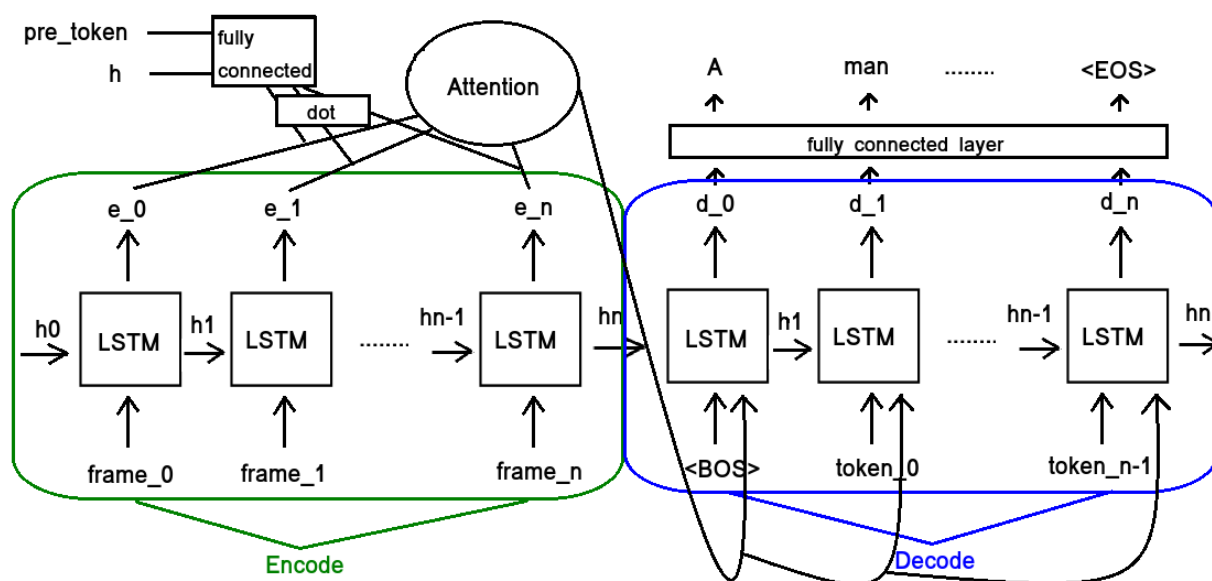 pre_token
h
fully
connected
dot
Attention
A
man
........
<EOS>
fully connected layer
e_0
e_1
e_n
d_0
d_1
d_n
h0
LSTM
h1
LSTM
........
hn-1
LSTM
hn
LSTM
h1
LSTM
........
hn-1
LSTM
hn
frame_0
frame_1
frame_n
<BOS>
token_0
token_n-1
Encode
Decode